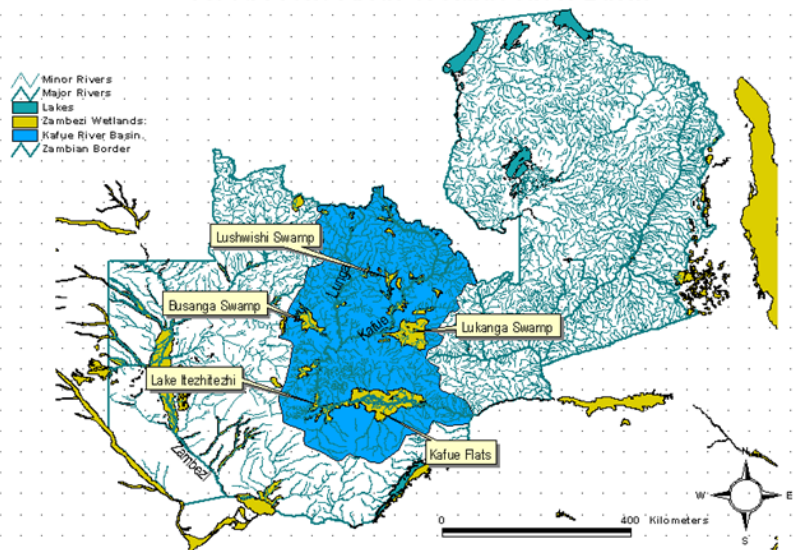 Minor Rivers
Major Rivers
Lakes
Zambezi Wetlands:
Kafue River Basin.
Zambian Border
Lushwishi Swamp
Lunga
Busanga Swamp
Kafue
Lukanga Swamp
Lake Itezhitezhi
Kafue Flats
Zambezi
N
W
E
S
0
400 Kilometers